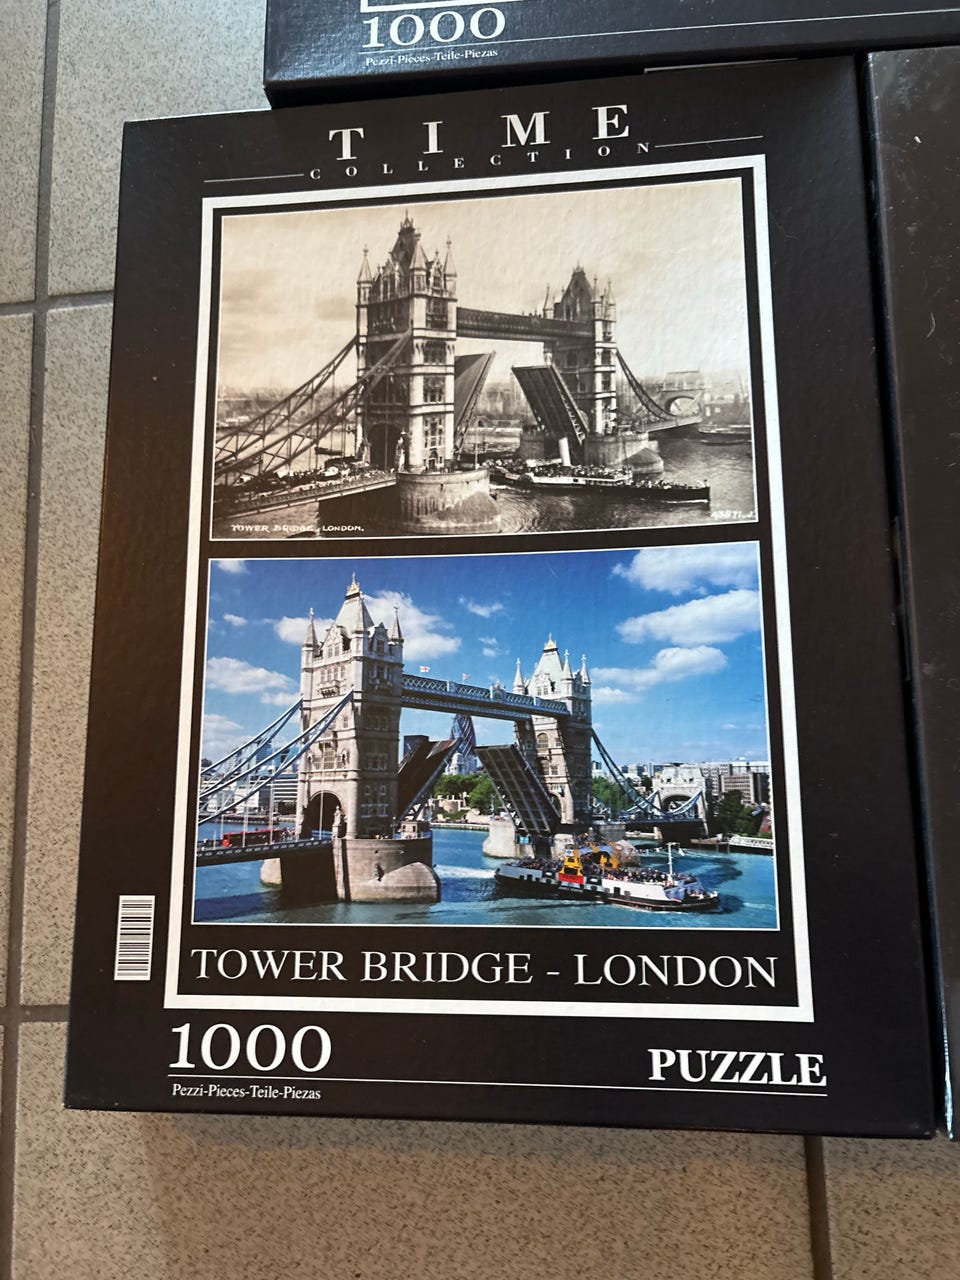 1000
Pezzi-Pieces-Teile-Piezas
TIME
COLLECTION
TOWER BRIDGE, LONDON.
TOWER BRIDGE - LONDON
1000
Pezzi-Pieces-Teile-Piezas
PUZZLE